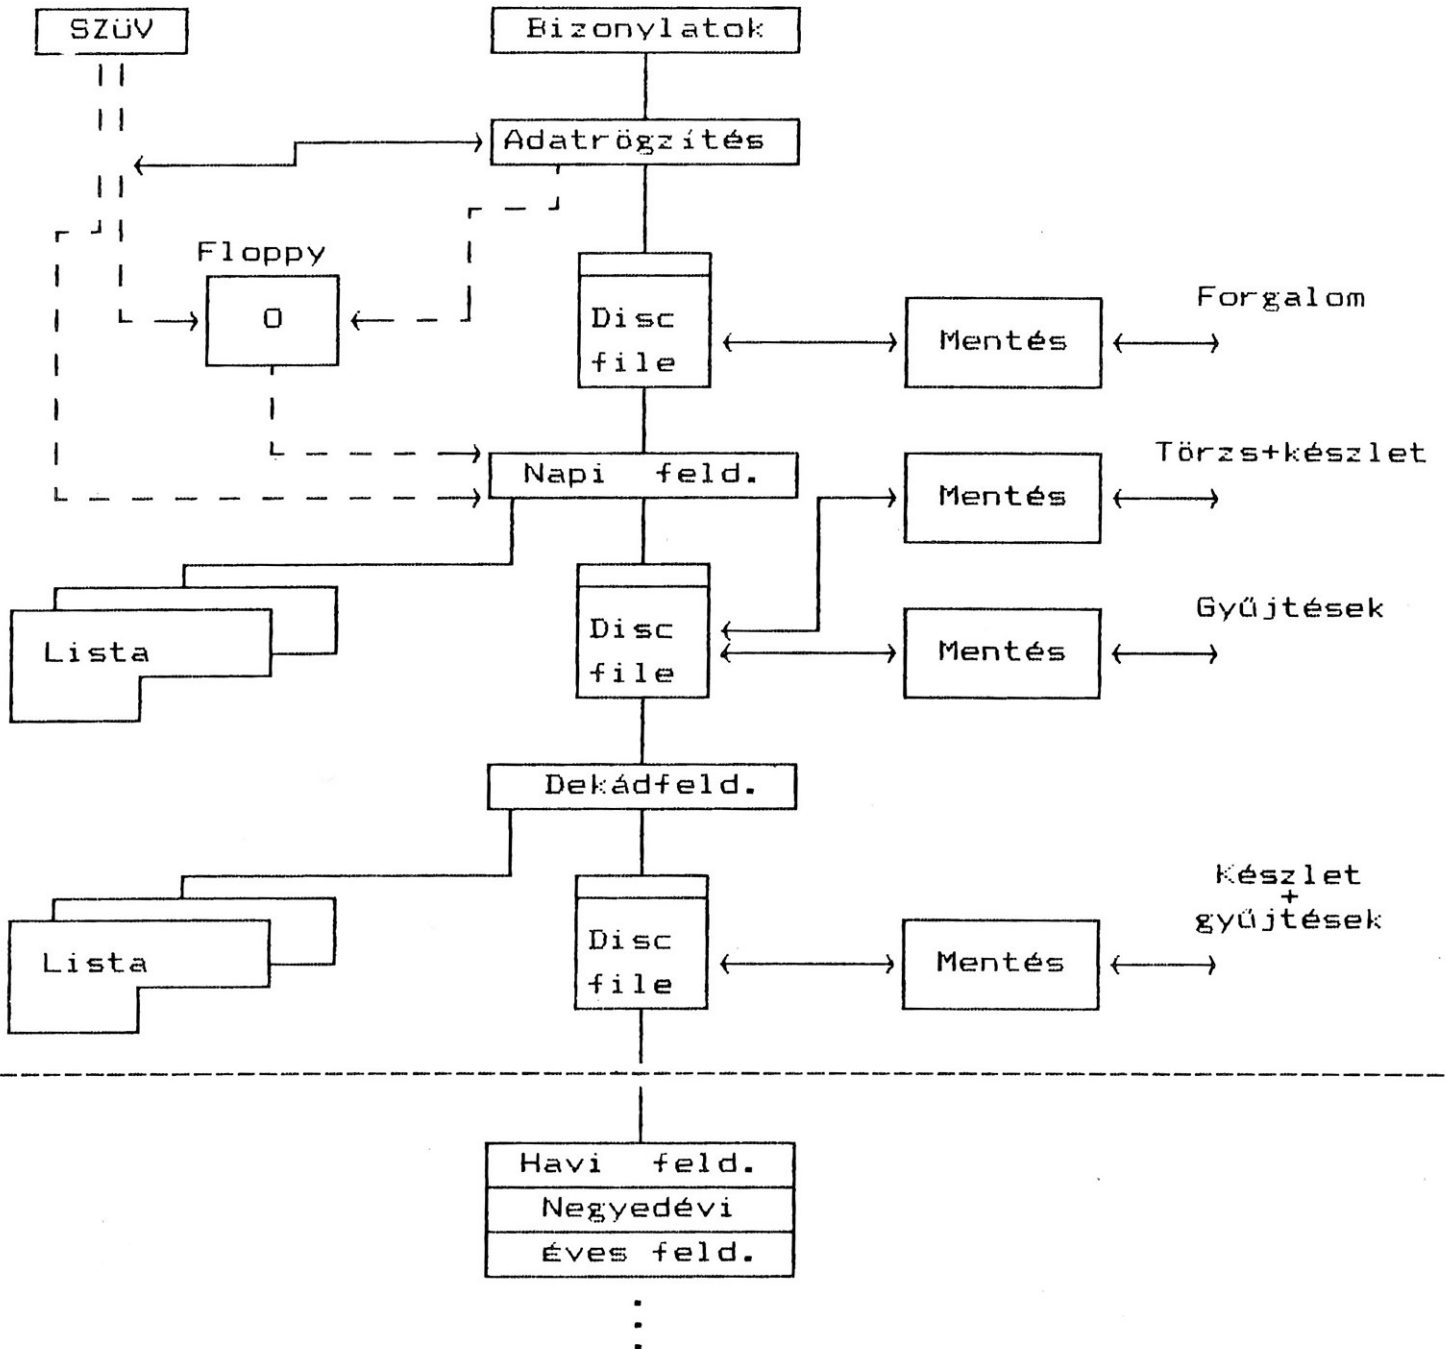 SZüV
Bizonylatok
Adatrögzítés
Floppy
O
Disc
file
Mentés
Forgalom
Napi feld.
Mentés
Törzs+készlet
Lista
Disc
file
Mentés
Gyűjtések
Dekádfeld.
Lista
Disc
file
Mentés
Készlet
+
gyűjtések
Havi feld.
Negyedévi
Éves feld.